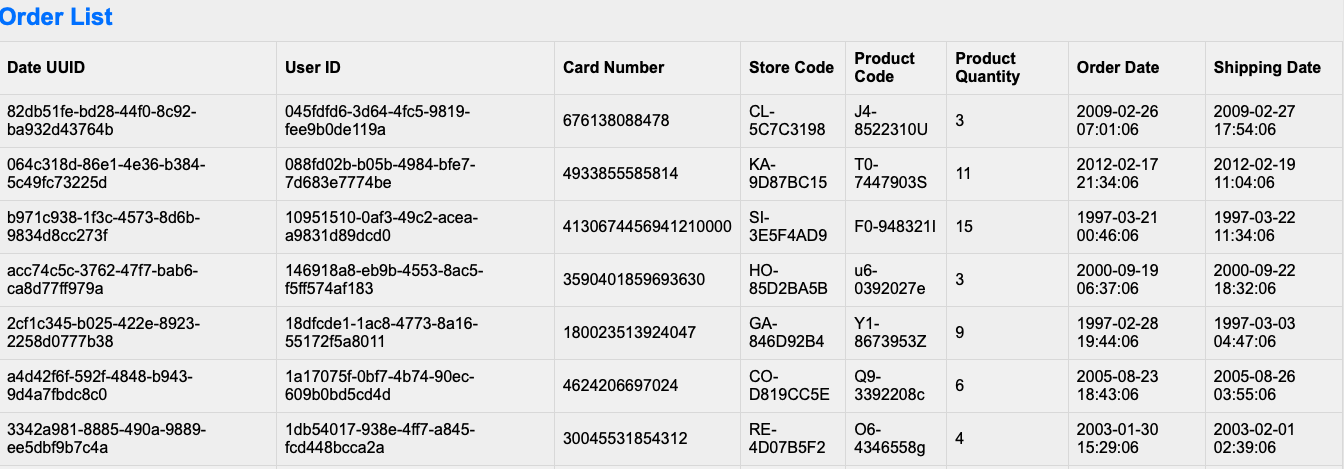 Order List
Date UUID User ID Card Number Store Code Product Code Product Quantity Order Date Shipping Date
82db51fe-bd28-44f0-8c92-ba932d43764b 045fdfd6-3d64-4fc5-9819-fee9b0de119a 676138088478 CL-5C7C3198 J4-8522310U 3 2009-02-26 07:01:06 2009-02-27 17:54:06
064c318d-86e1-4e36-b384-5c49fc73225d 088fd02b-b05b-4984-bfe7-7d683e7774be 4933855585814 KA-9D87BC15 T0-7447903S 11 2012-02-17 21:34:06 2012-02-19 11:04:06
b971c938-1f3c-4573-8d6b-9834d8cc273f 10951510-0af3-49c2-acea-a9831d89dcd0 4130674456941210000 SI-3E5F4AD9 F0-948321I 15 1997-03-21 00:46:06 1997-03-22 11:34:06
acc74c5c-3762-47f7-bab6-ca8d77ff979a 146918a8-eb9b-4553-8ac5-f5ff574af183 3590401859693630 HO-85D2BA5B u6-0392027e 3 2000-09-19 06:37:06 2000-09-22 18:32:06
2cf1c345-b025-422e-8923-2258d0777b38 18dfcde1-1ac8-4773-8a16-55172f5a8011 180023513924047 GA-846D92B4 Y1-8673953Z 9 1997-02-28 19:44:06 1997-03-03 04:47:06
a4d42f6f-592f-4848-b943-9d4a7fbdc8c0 1a17075f-0bf7-4b74-90ec-609b0bd5cd4d 4624206697024 CO-D819CC5E Q9-3392208c 6 2005-08-23 18:43:06 2005-08-26 03:55:06
3342a981-8885-490a-9889-ee5dbf9b7c4a 1db54017-938e-4ff7-a845-fcd448bcca2a 30045531854312 RE-4D07B5F2 O6-4346558g 4 2003-01-30 15:29:06 2003-02-01 02:39:06